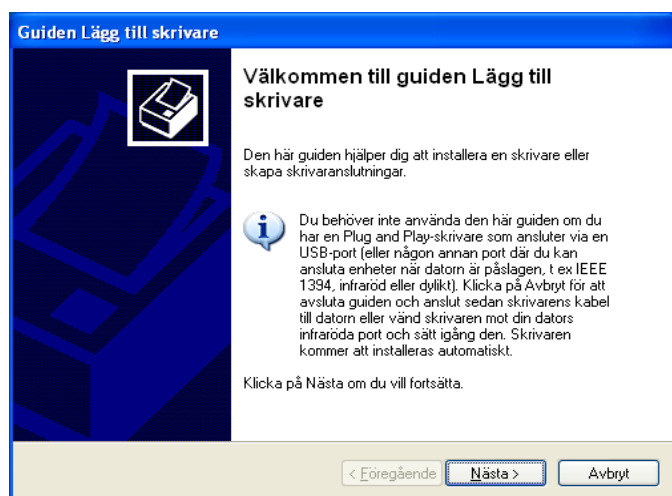 Guiden Lägg till skrivare
Välkommen till guiden Lägg till
skrivare
Den här guiden hjälper dig att installera en skrivare eller
skapa skrivaranslutningar.
Du behöver inte använda den här guiden om du
har en Plug and Play-skrivare som ansluter via en
USB-port (eller någon annan port där du kan
ansluta enheter när datorn är påslagen, t ex IEEE
1394, infraröd eller dylikt). Klicka på Avbryt för att
avsluta guiden och anslut sedan skrivarens kabel
till datorn eller vänd skrivaren mot din dators
infraröda port och sätt igång den. Skrivaren
kommer att installeras automatiskt.
Klicka på Nästa om du vill fortsätta.
< Föregående Nästa > Avbryt